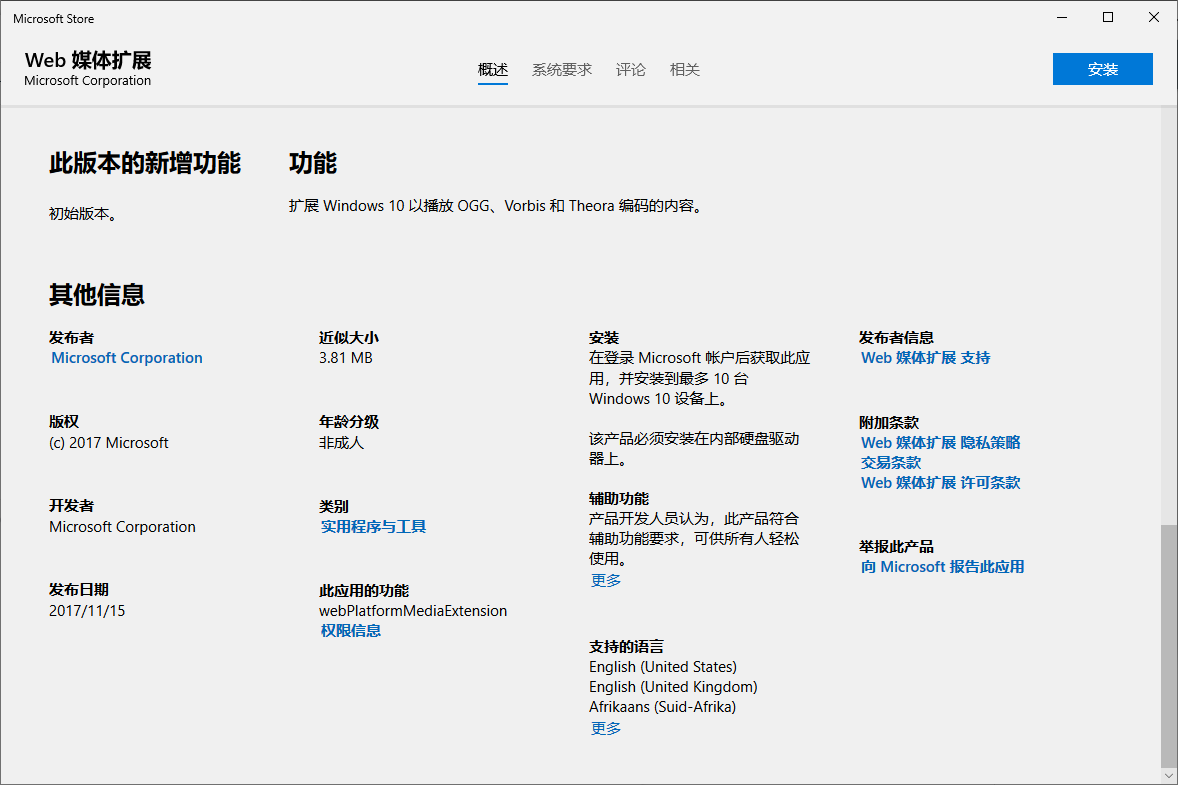 Microsoft Store
Web 媒体扩展
Microsoft Corporation
概述
系统要求
评论
相关
安装
此版本的新增功能
初始版本。
功能
扩展 Windows 10 以播放 OGG、Vorbis 和 Theora 编码的内容。
其他信息
发布者
Microsoft Corporation
版权
(c) 2017 Microsoft
开发者
Microsoft Corporation
发布日期
2017/11/15
近似大小
3.81 MB
年龄分级
非成人
类别
实用程序与工具
此应用的功能
webPlatformMediaExtension
权限信息
安装
在登录 Microsoft 帐户后获取此应
用，并安装到最多 10 台
Windows 10 设备上。
该产品必须安装在内部硬盘驱动
器上。
辅助功能
产品开发人员认为，此产品符合
辅助功能要求，可供所有人轻松
使用。
更多
支持的语言
English (United States)
English (United Kingdom)
Afrikaans (Suid-Afrika)
更多
发布者信息
Web 媒体扩展 支持
附加条款
Web 媒体扩展 隐私策略
交易条款
Web 媒体扩展 许可条款
举报此产品
向 Microsoft 报告此应用